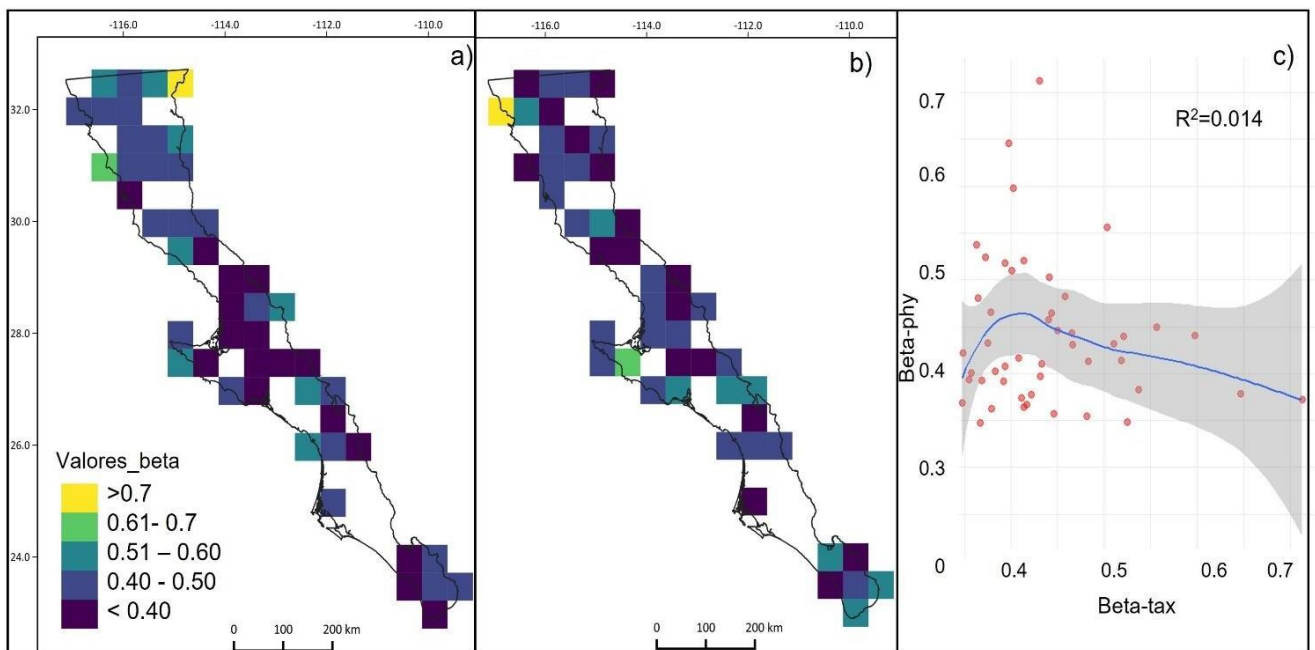 -116.0 -114.0 -112.0 -110.0
a)
32.0
30.0
28.0
26.0
24.0
Valores_beta
>0.7
0.61- 0.7
0.51 – 0.60
0.40 - 0.50
< 0.40
0 100 200 km
-116.0 -114.0 -112.0 -110.0
b)
0 100 200 km
c)
R²=0.014
0.7
0.6
0.5
0.4
0.3
0
Beta-phy
0.4 0.5 0.6 0.7
Beta-tax